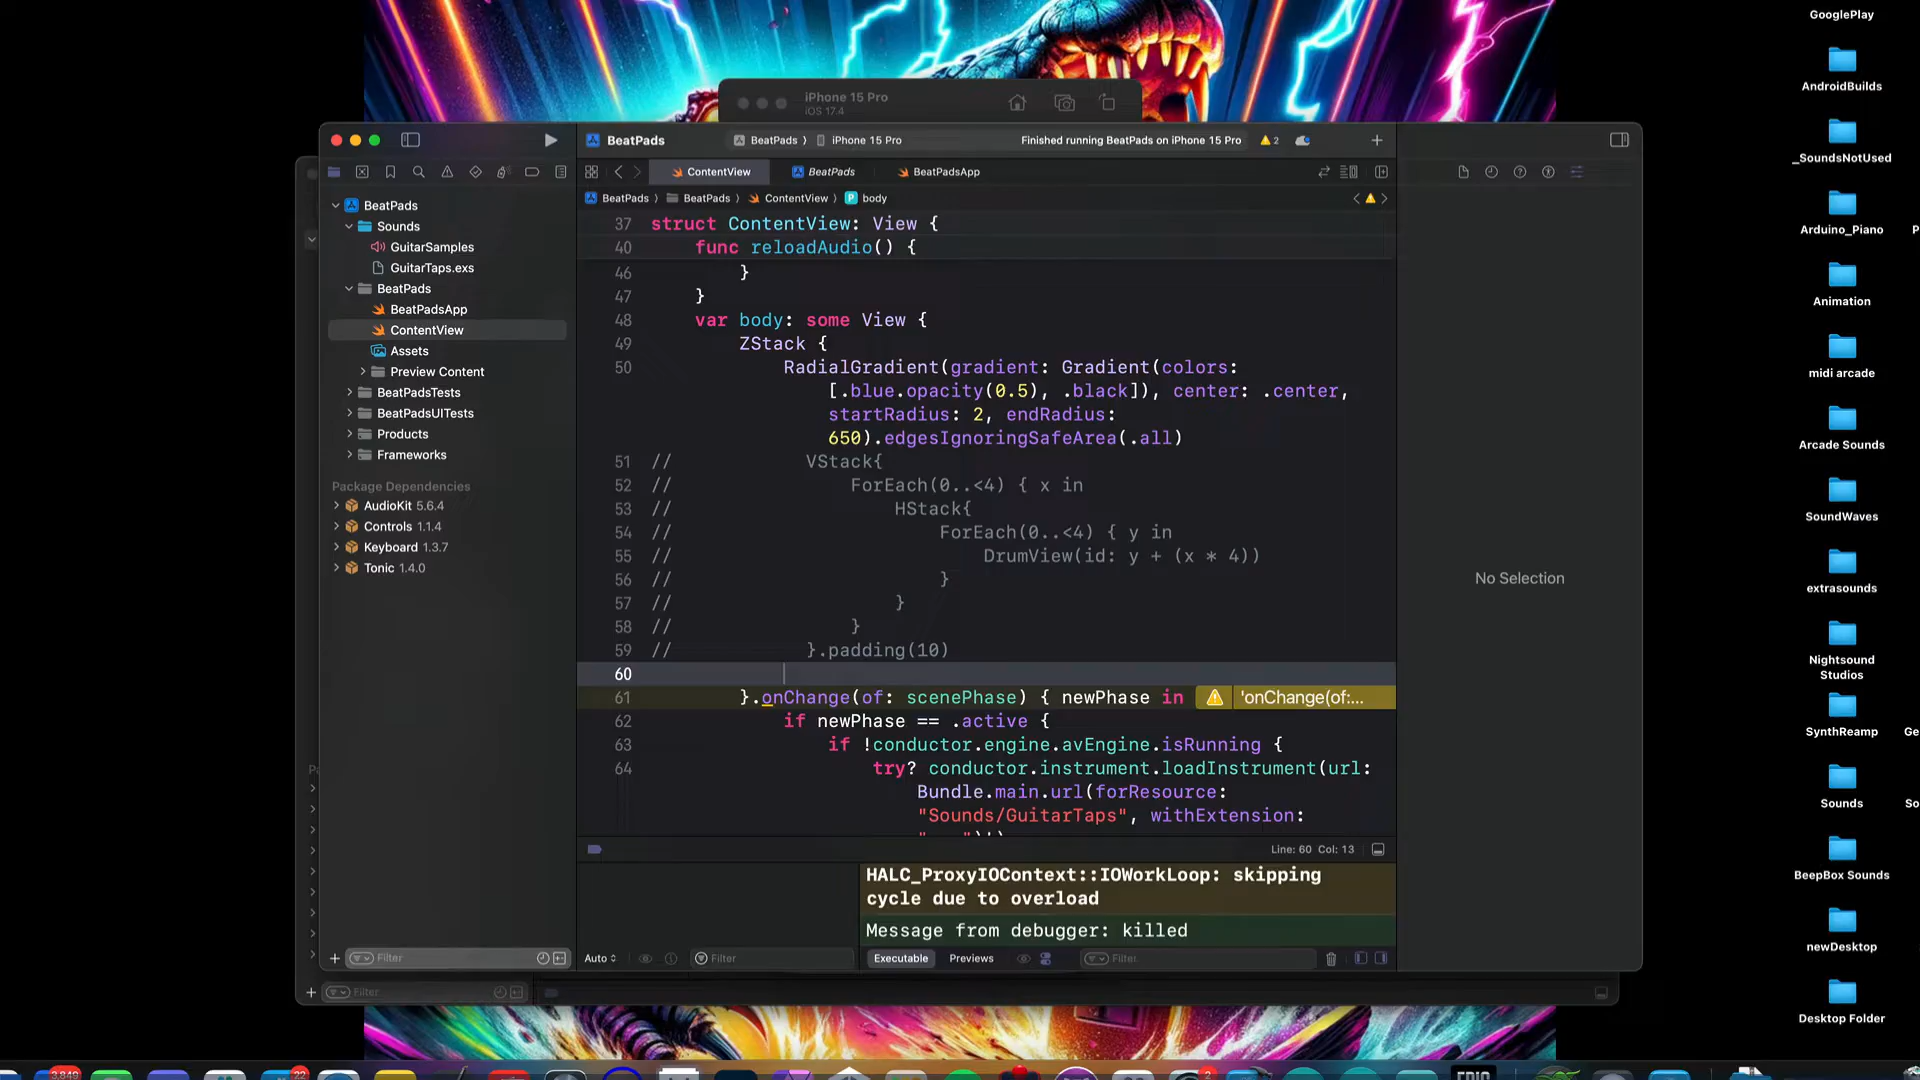 GooglePlay
AndroidBuilds
_SoundsNotUsed
Arduino_Piano
P
Animation
midi arcade
Arcade Sounds
SoundWaves
extrasounds
Nightsound
Studios
SynthReamp
Ge
Sounds
So
BeepBox Sounds
newDesktop
Desktop Folder
iPhone 15 Pro
iOS 17.4
BeatPads
BeatPads 〉 iPhone 15 Pro
Finished running BeatPads on iPhone 15 Pro
2
ContentView
BeatPads
BeatPadsApp
BeatPads 〉 BeatPads 〉 ContentView 〉 P body
BeatPads
Sounds
GuitarSamples
GuitarTaps.exs
BeatPads
BeatPadsApp
ContentView
Assets
Preview Content
BeatPadsTests
BeatPadsUITests
Products
Frameworks
Package Dependencies
AudioKit 5.6.4
Controls 1.1.4
Keyboard 1.3.7
Tonic 1.4.0
Filter
37 struct ContentView: View {
40 func reloadAudio() {
46 }
47 }
48 var body: some View {
49 ZStack {
50 RadialGradient(gradient: Gradient(colors:
[.blue.opacity(0.5), .black]), center: .center,
startRadius: 2, endRadius:
650).edgesIgnoringSafeArea(.all)
51 // VStack{
52 // ForEach(0..<4) { x in
53 // HStack{
54 // ForEach(0..<4) { y in
55 // DrumView(id: y + (x * 4))
56 // }
57 // }
58 // }
59 // }.padding(10)
60
61 }.onChange(of: scenePhase) { newPhase in 'onChange(of:...
62 if newPhase == .active {
63 if !conductor.engine.avEngine.isRunning {
64 try? conductor.instrument.loadInstrument(url:
Bundle.main.url(forResource:
"Sounds/GuitarTaps", withExtension:
Line: 60 Col: 13
HALC_ProxyIOContext::IOWorkLoop: skipping
cycle due to overload
Message from debugger: killed
Auto
Filter
Executable
Previews
Filter
No Selection
Filter
3,849
22
2
EPIC